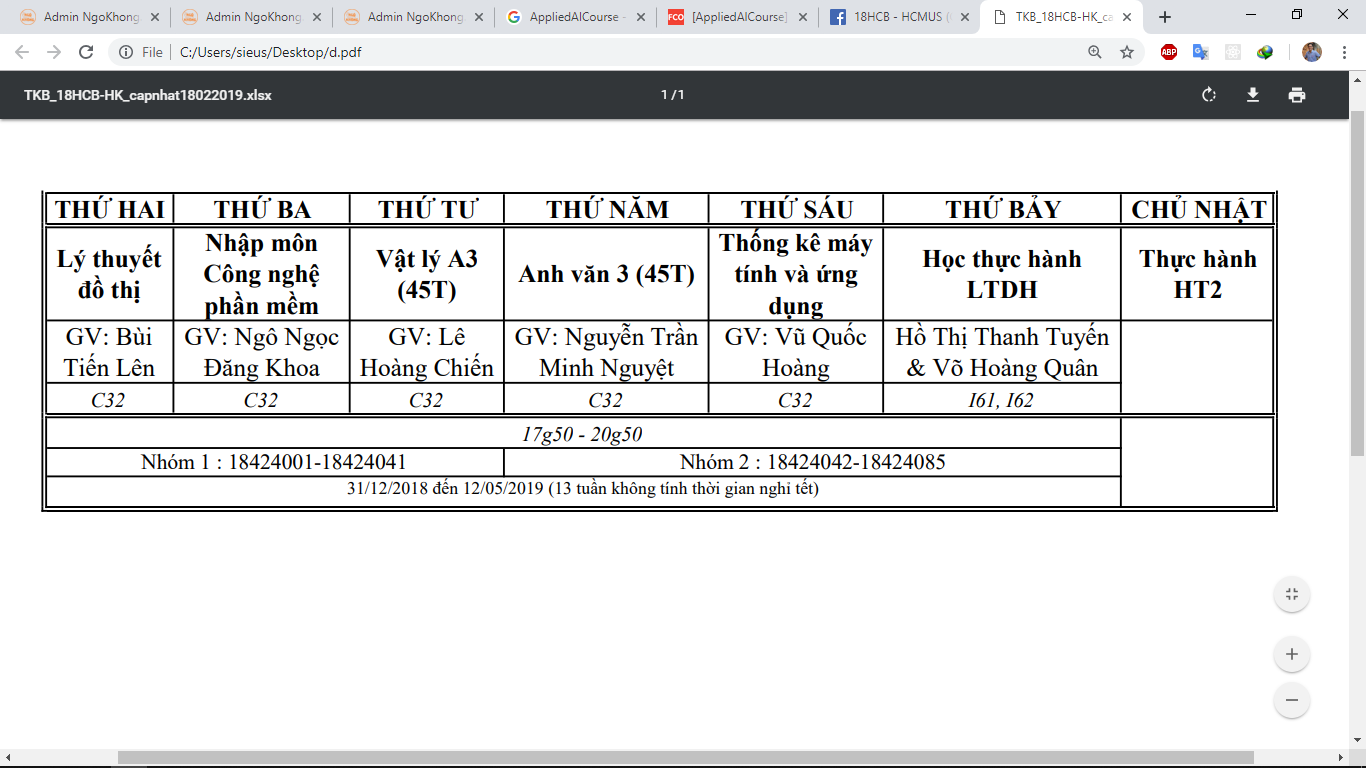 Admin NgoKhong
Admin NgoKhong
Admin NgoKhong
AppliedAICourse -
FCO [AppliedAICourse]
18HCB - HCMUS (
TKB_18HCB-HK_ca
File C:/Users/sieus/Desktop/d.pdf
ABP
TKB_18HCB-HK_capnhat18022019.xlsx
1 / 1
THỨ HAI THỨ BA THỨ TƯ THỨ NĂM THỨ SÁU THỨ BẢY CHỦ NHẬT
Lý thuyết
đồ thị
Nhập môn
Công nghệ
phần mềm
Vật lý A3
(45T)
Anh văn 3 (45T)
Thống kê máy
tính và ứng
dụng
Học thực hành
LTDH
Thực hành
HT2
GV: Bùi
Tiến Lên
GV: Ngô Ngọc
Đăng Khoa
GV: Lê
Hoàng Chiến
GV: Nguyễn Trần
Minh Nguyệt
GV: Vũ Quốc
Hoàng
Hồ Thị Thanh Tuyến
& Võ Hoàng Quân
C32 C32 C32 C32 C32 I61, I62
17g50 - 20g50
Nhóm 1 : 18424001-18424041 Nhóm 2 : 18424042-18424085
31/12/2018 đến 12/05/2019 (13 tuần không tính thời gian nghỉ tết)